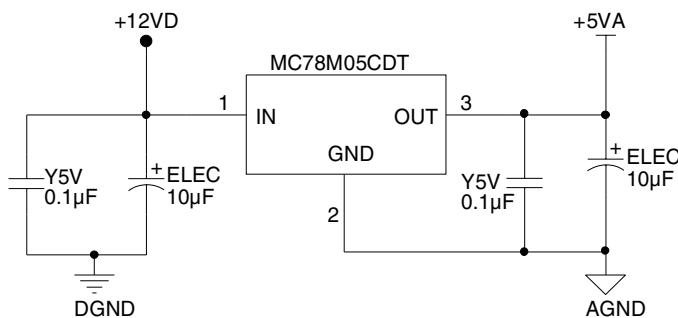 +12VD
+5VA
MC78M05CDT
1
3
IN
OUT
GND
+
ELEC
10µF
Y5V
0.1µF
+
ELEC
10µF
Y5V
0.1µF
2
DGND
AGND